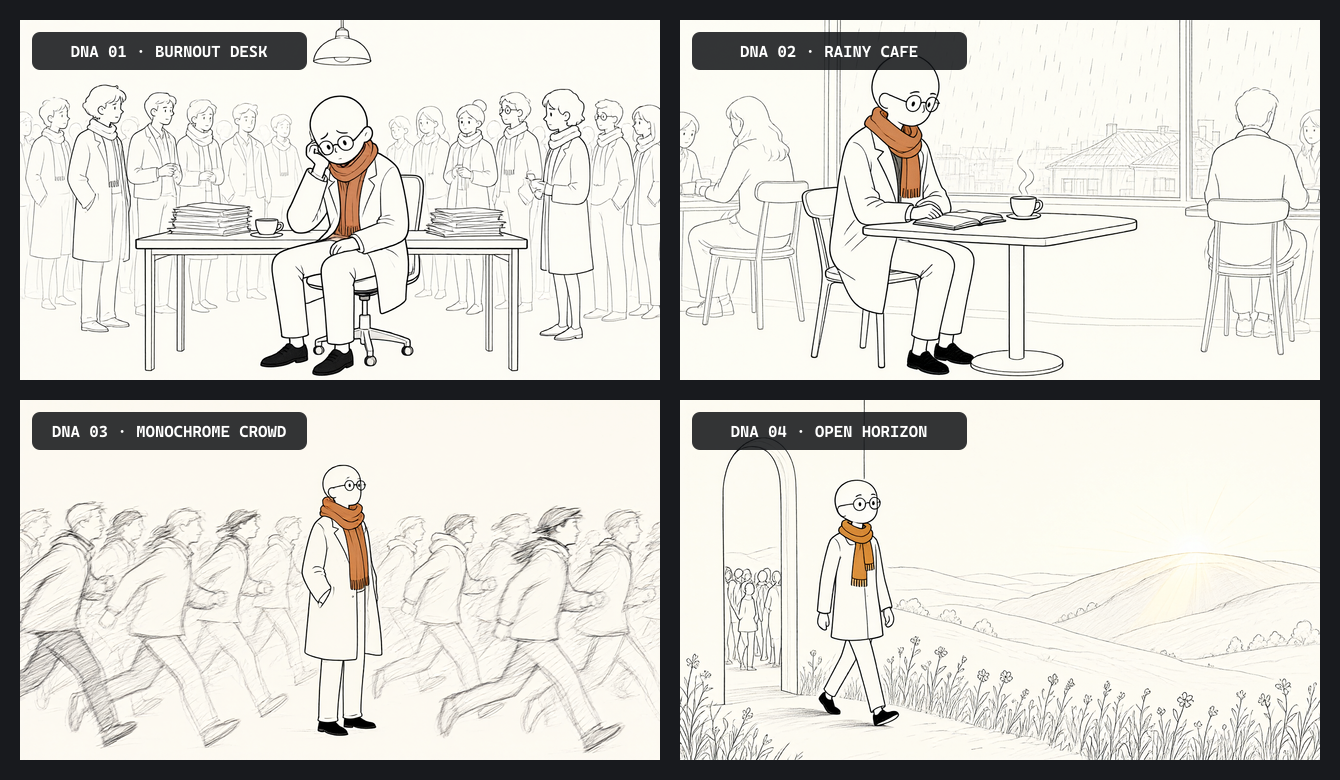 DNA 01 · BURNOUT DESK
DNA 02 · RAINY CAFE
DNA 03 · MONOCHROME CROWD
DNA 04 · OPEN HORIZON